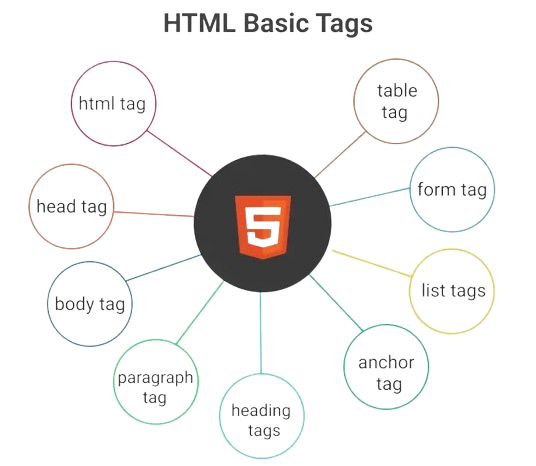 HTML Basic Tags
html tag
table
tag
head tag
form tag
body tag
list tags
paragraph
tag
anchor
tag
heading
tags
5